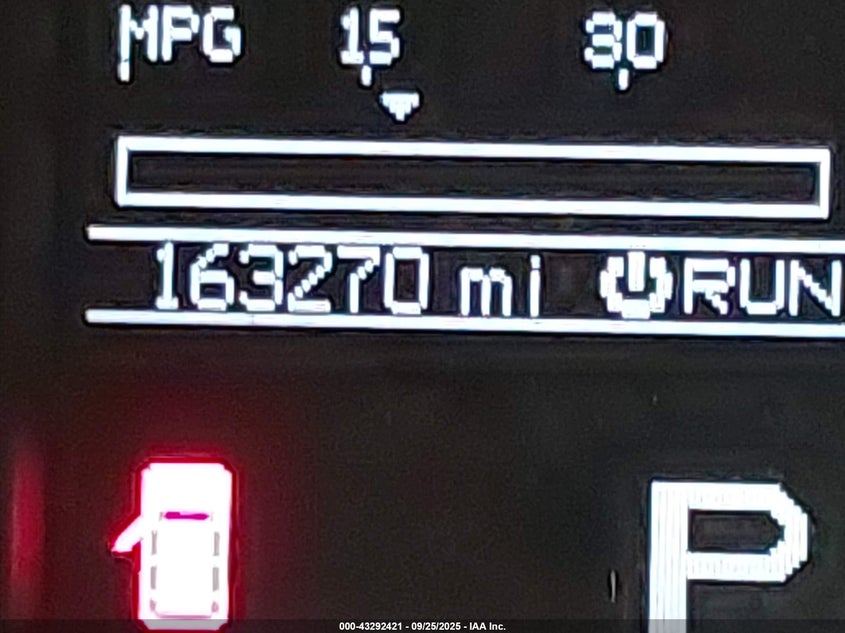 MPG 15 30
163270 mi RUN
P
000-43292421 - 09/25/2025 - IAA Inc.